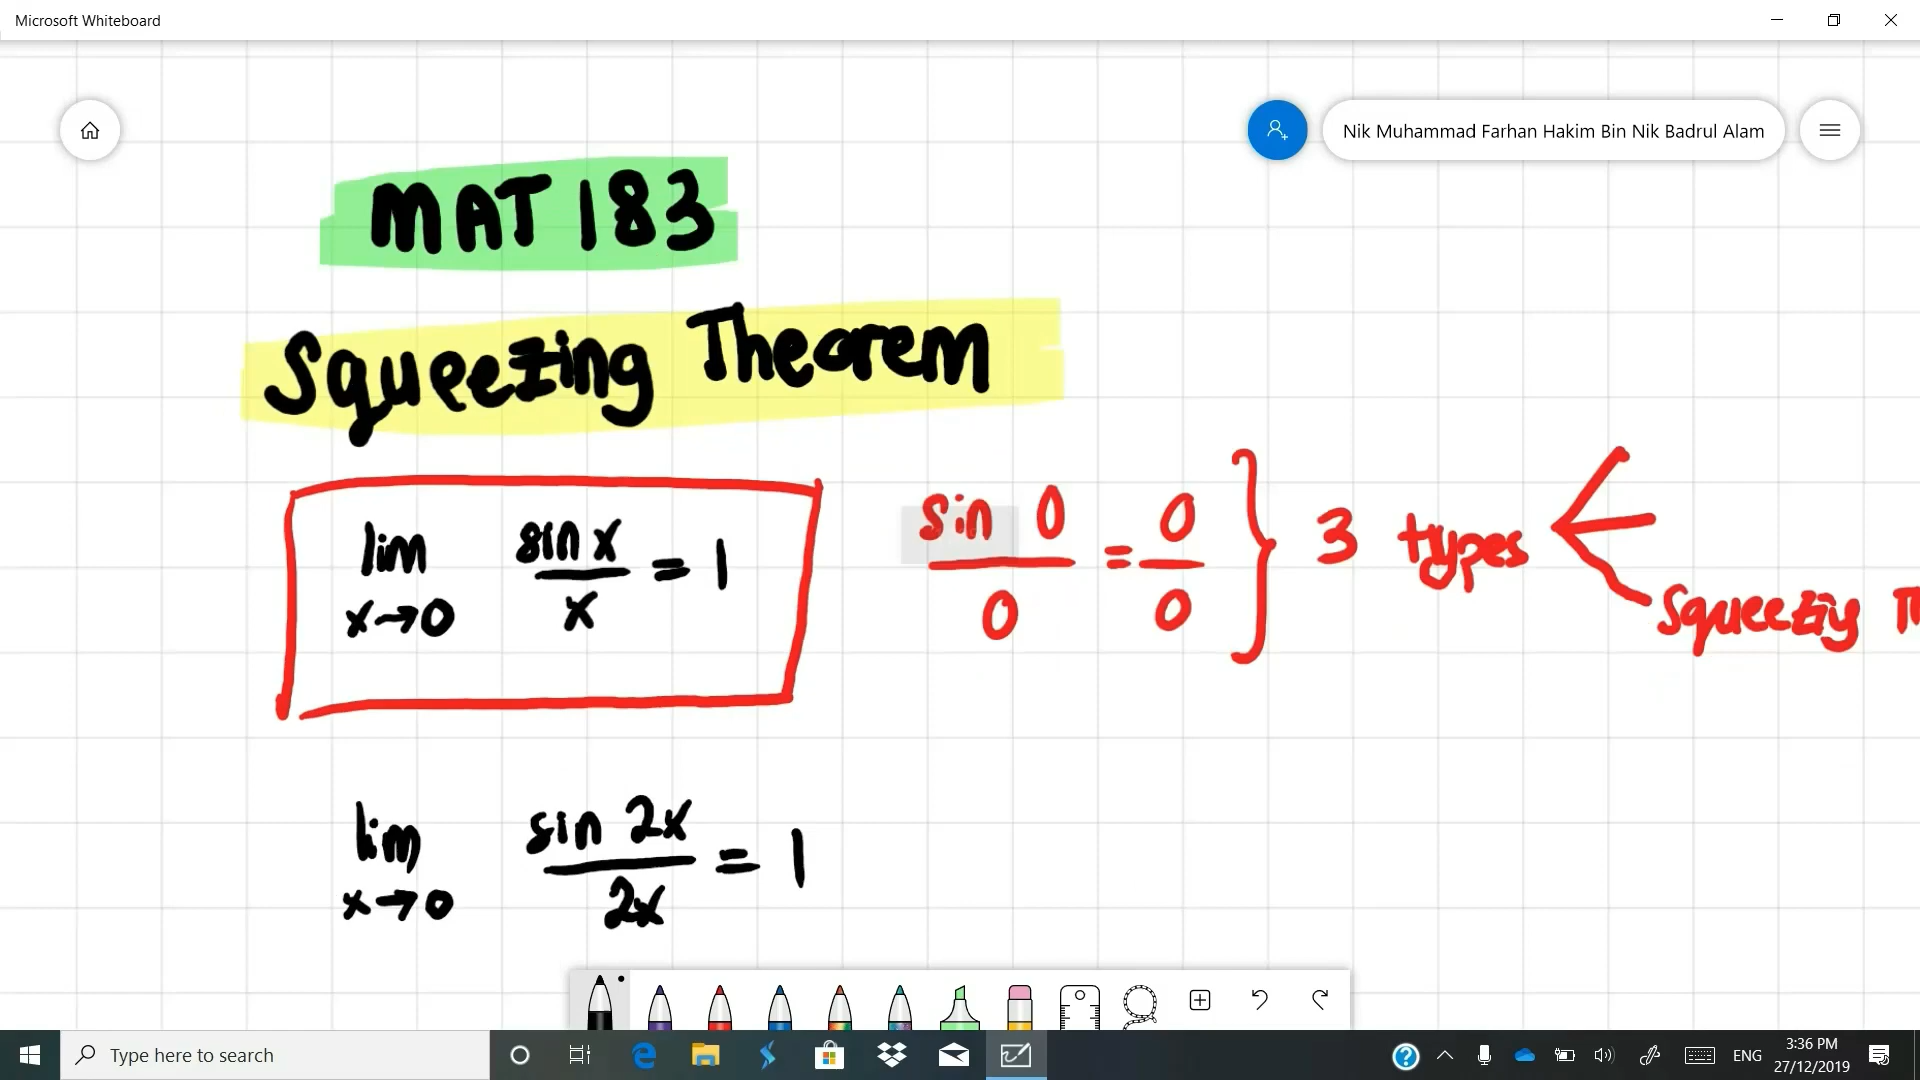 Microsoft Whiteboard
Nik Muhammad Farhan Hakim Bin Nik Badrul Alam
MAT 183
Squeezing Theorem
lim x→0 sin x / x = 1
sin 0 / 0 = 0 / 0 } 3 types
Squeezing
lim x→0 sin 2x / 2x = 1
Type here to search
ENG
3:36 PM
27/12/2019